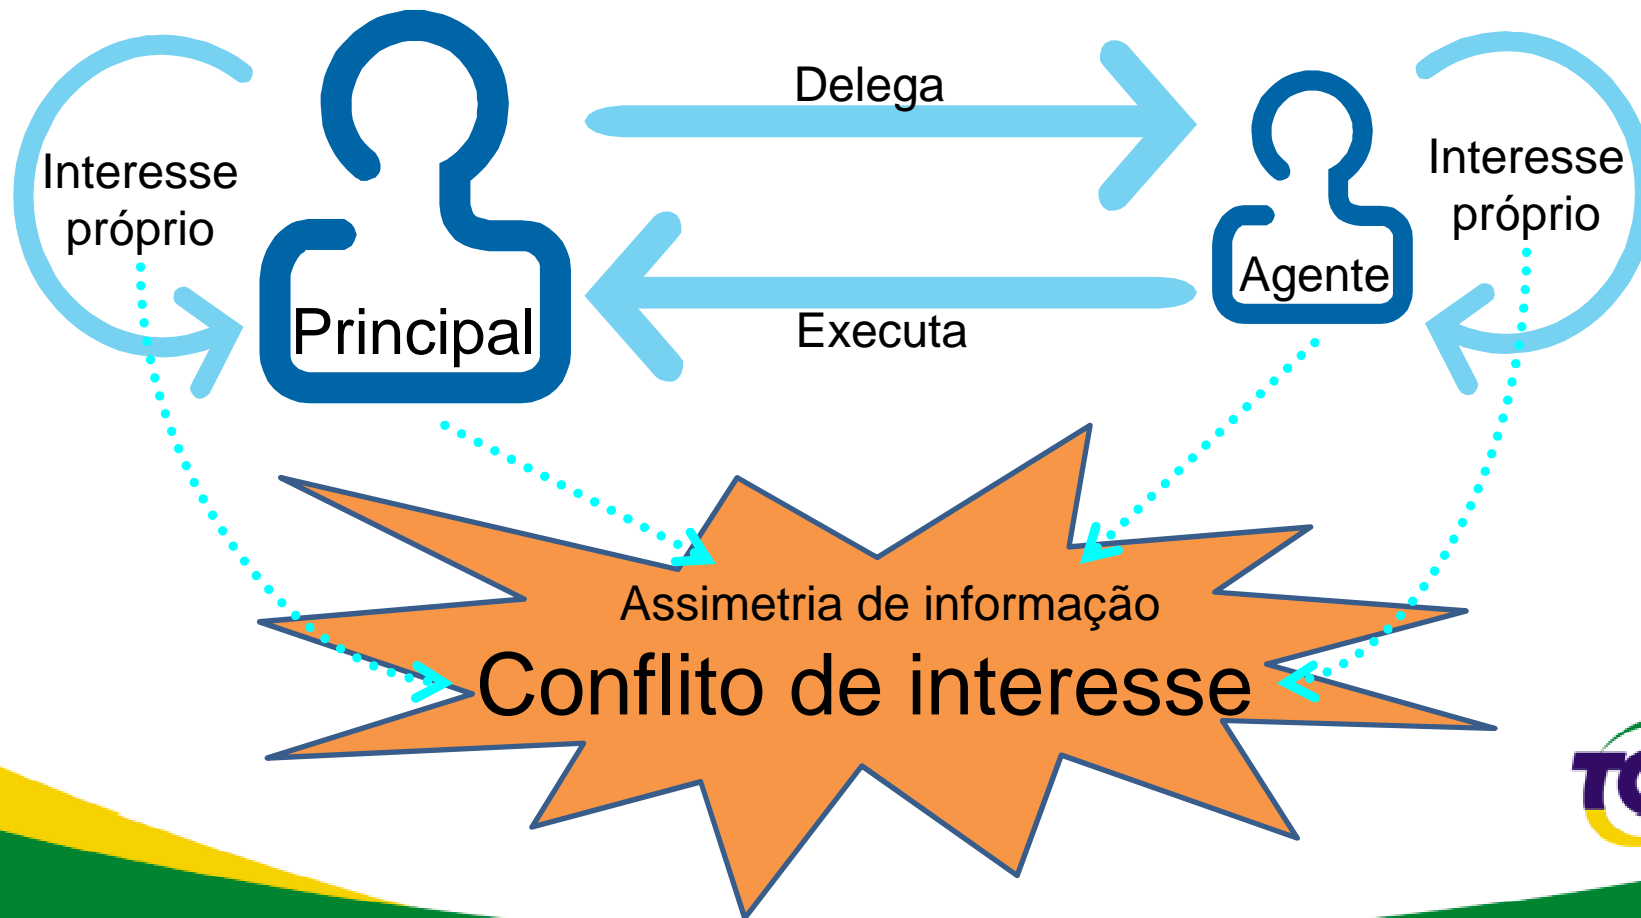 Delega
Interesse
próprio
Interesse
próprio
Agente
Principal
Executa
Assimetria de informação
Conflito de interesse